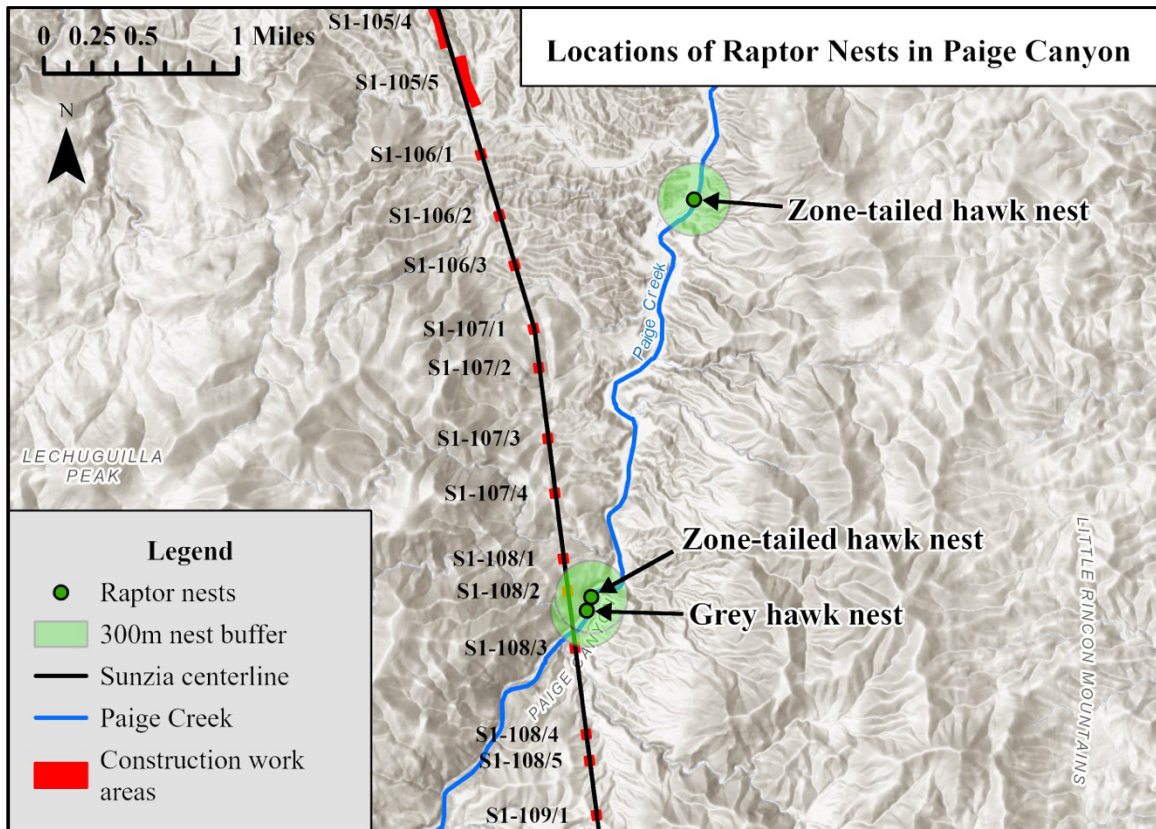 Locations of Raptor Nests in Paige Canyon
0 0.25 0.5 1 Miles
N
S1-105/4
S1-105/5
S1-106/1
S1-106/2
S1-106/3
S1-107/1
S1-107/2
S1-107/3
S1-107/4
S1-108/1
S1-108/2
S1-108/3
S1-108/4
S1-108/5
S1-109/1
Zone-tailed hawk nest
Paige Creek
Zone-tailed hawk nest
Grey hawk nest
PAIGE CANYON
LECHUGUILLA
PEAK
LITTLE RINCON MOUNTAINS
Legend
Raptor nests
300m nest buffer
Sunzia centerline
Paige Creek
Construction work
areas